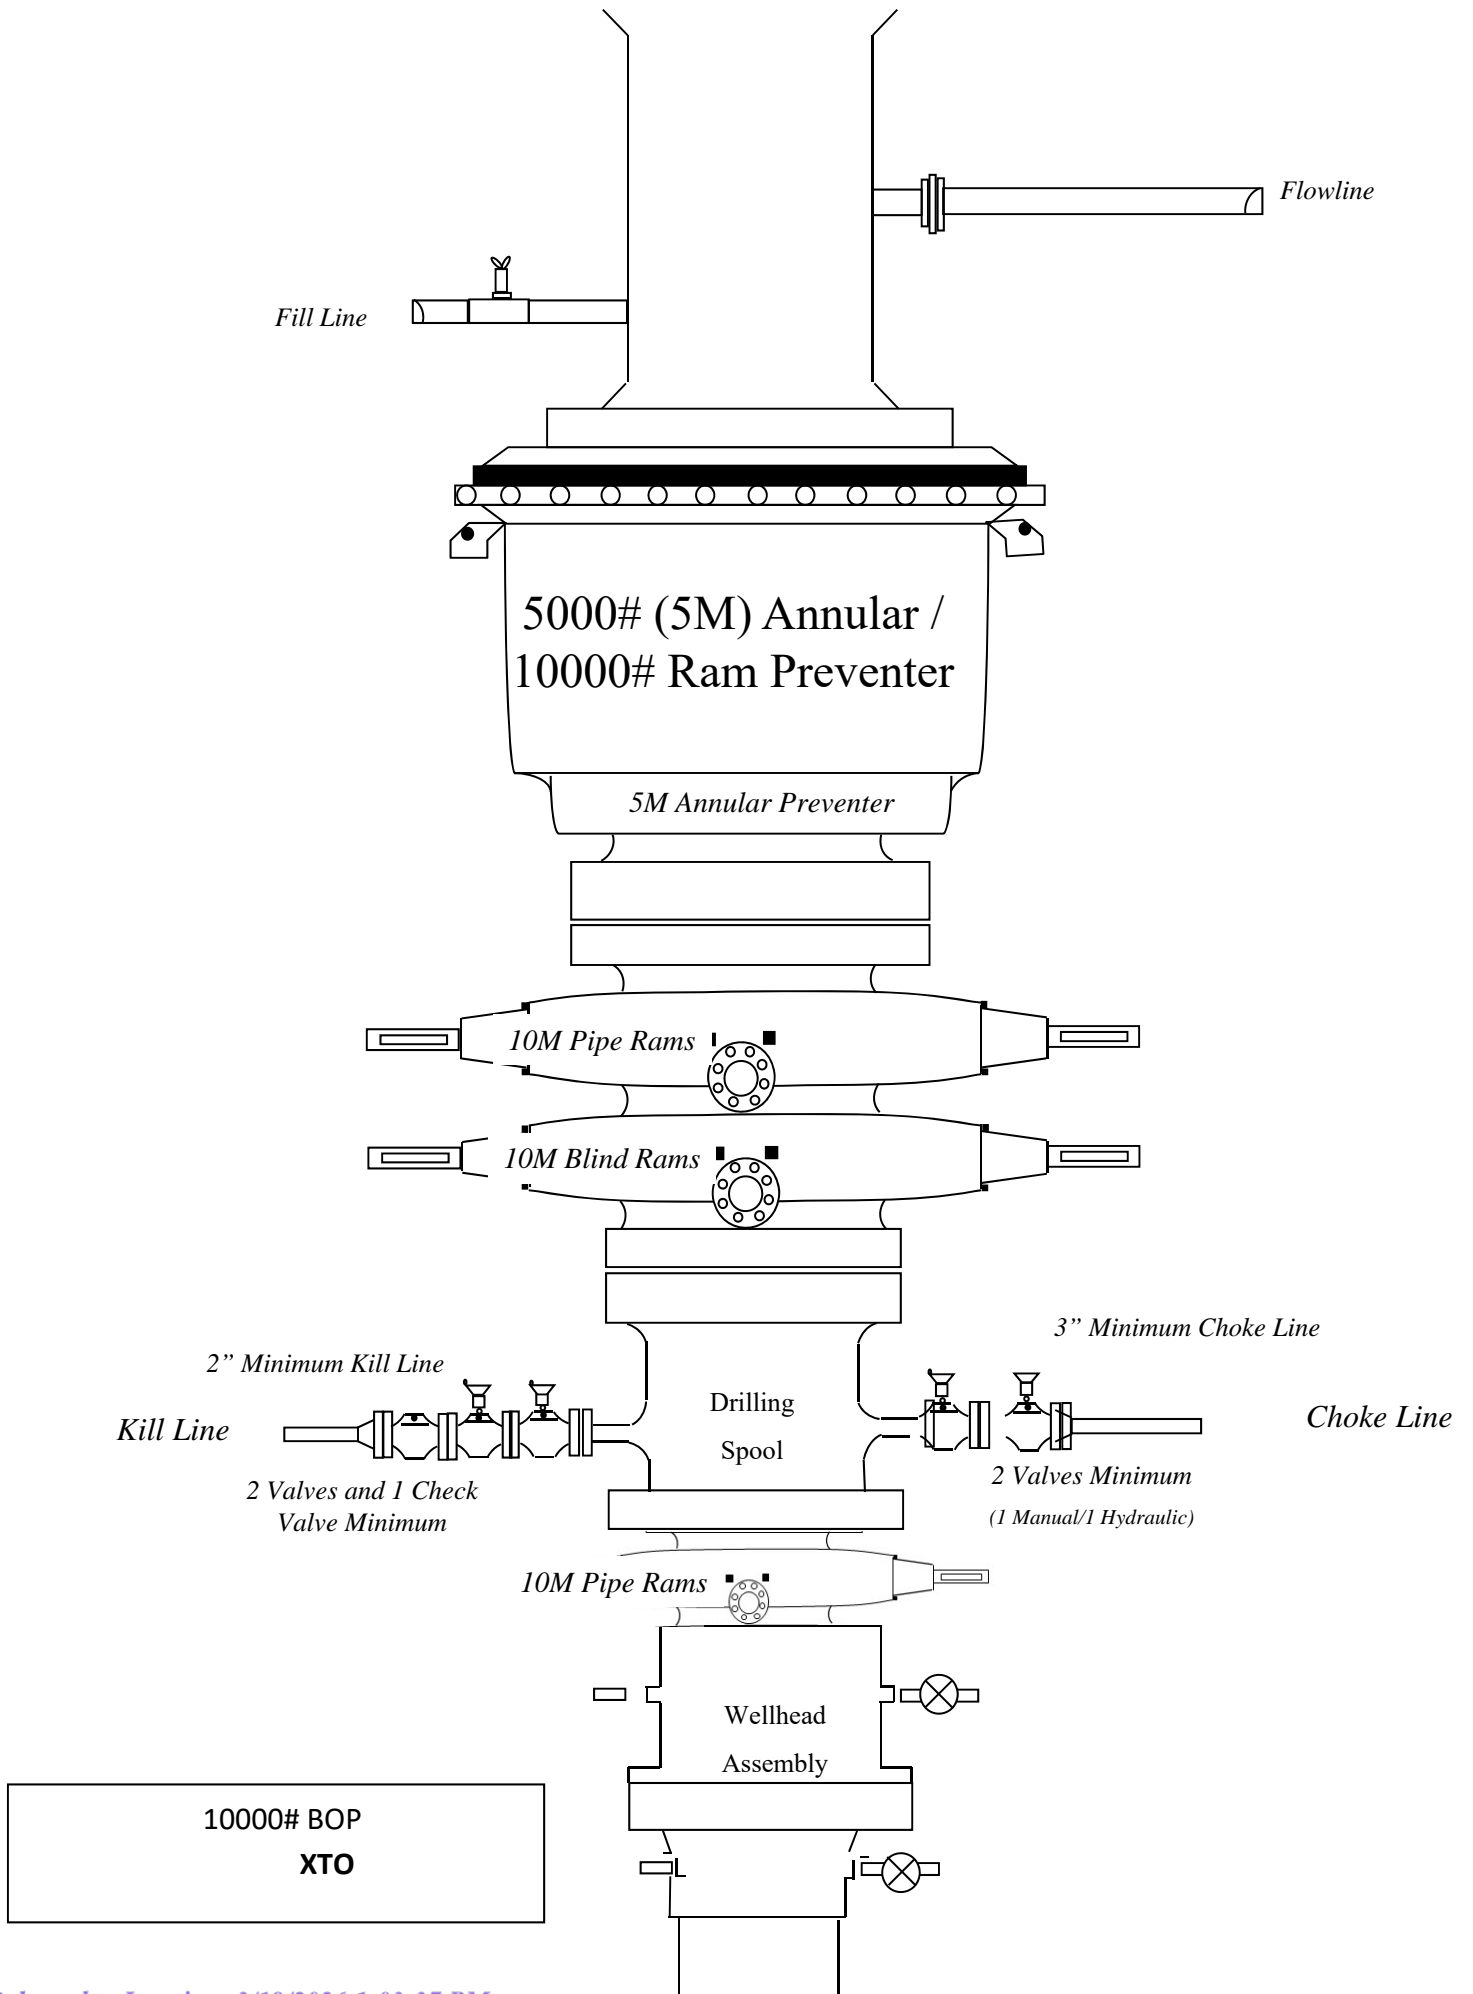 Flowline
Fill Line
5000# (5M) Annular /
10000# Ram Preventer
5M Annular Preventer
10M Pipe Rams
10M Blind Rams
3” Minimum Choke Line
2” Minimum Kill Line
Drilling
Spool
Kill Line
Choke Line
2 Valves and 1 Check
Valve Minimum
2 Valves Minimum
(1 Manual/1 Hydraulic)
10M Pipe Rams
Wellhead
Assembly
10000# BOP
XTO